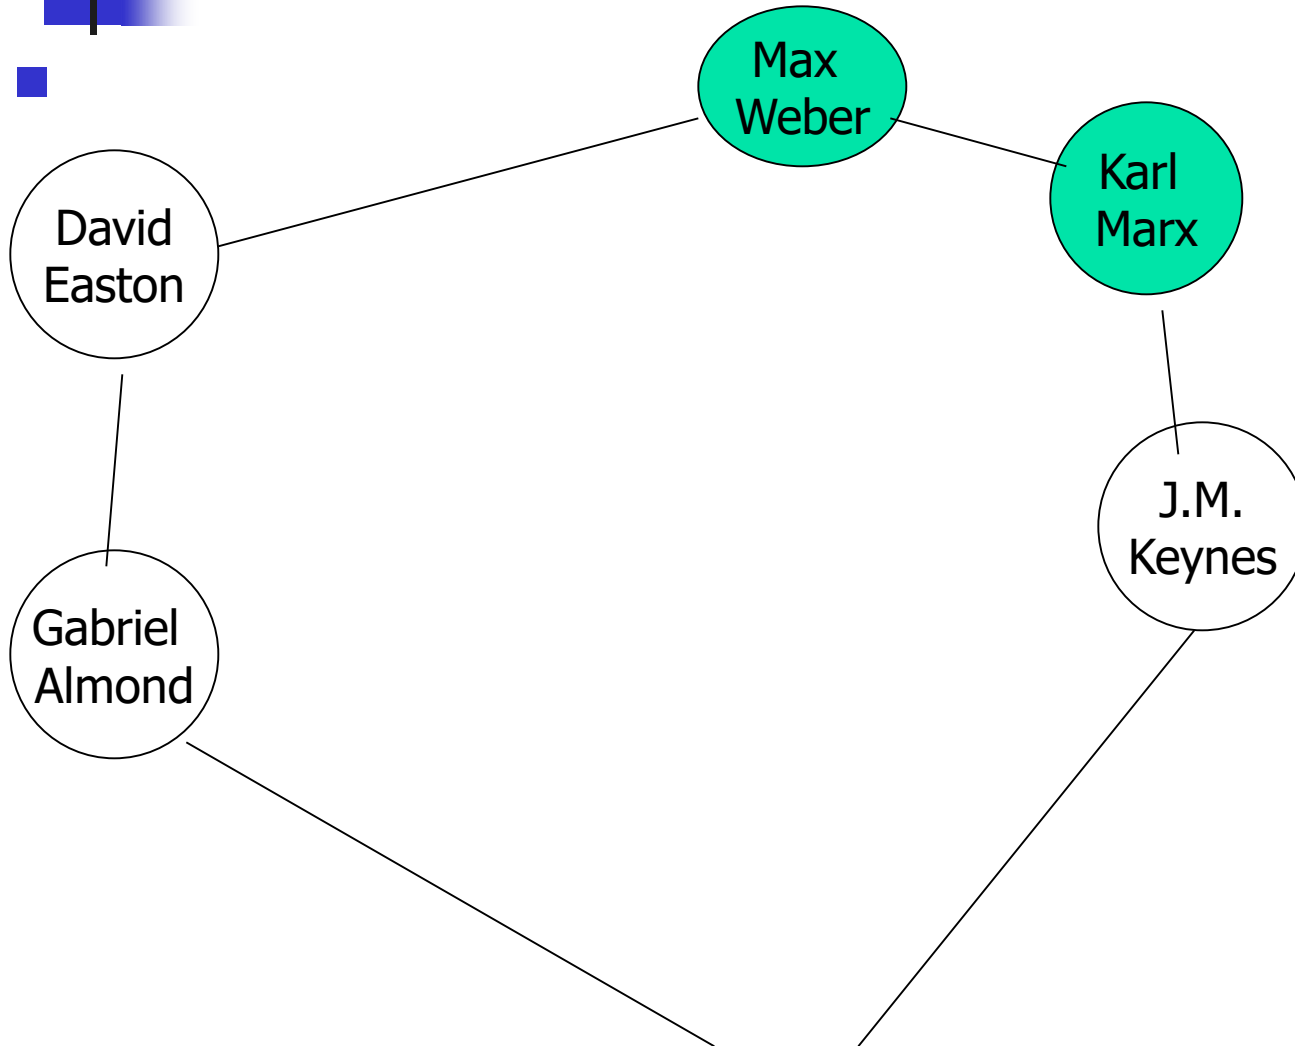 Max
Weber
Karl
Marx
David
Easton
J.M.
Keynes
Gabriel
Almond